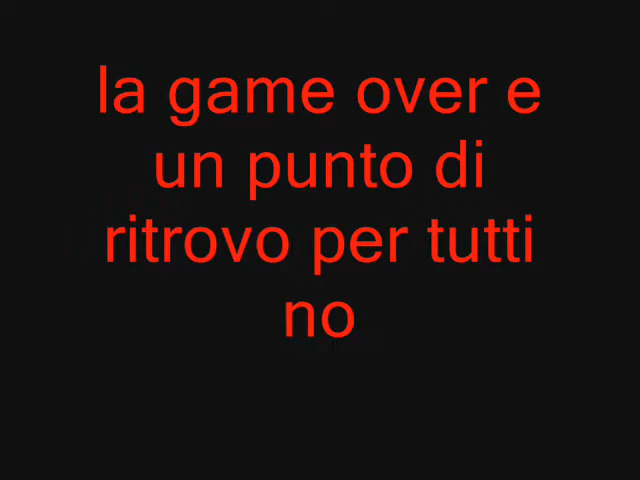 la game over e
un punto di
ritrovo per tutti
no